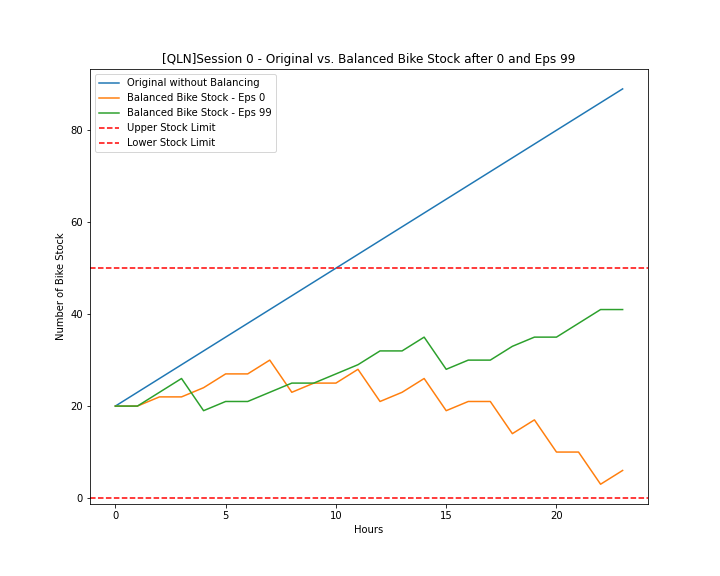 [QLN]Session 0 - Original vs. Balanced Bike Stock after 0 and Eps 99
Original without Balancing
Balanced Bike Stock - Eps 0
Balanced Bike Stock - Eps 99
Upper Stock Limit
Lower Stock Limit
Number of Bike Stock
80
60
40
20
0
0 5 10 15 20
Hours